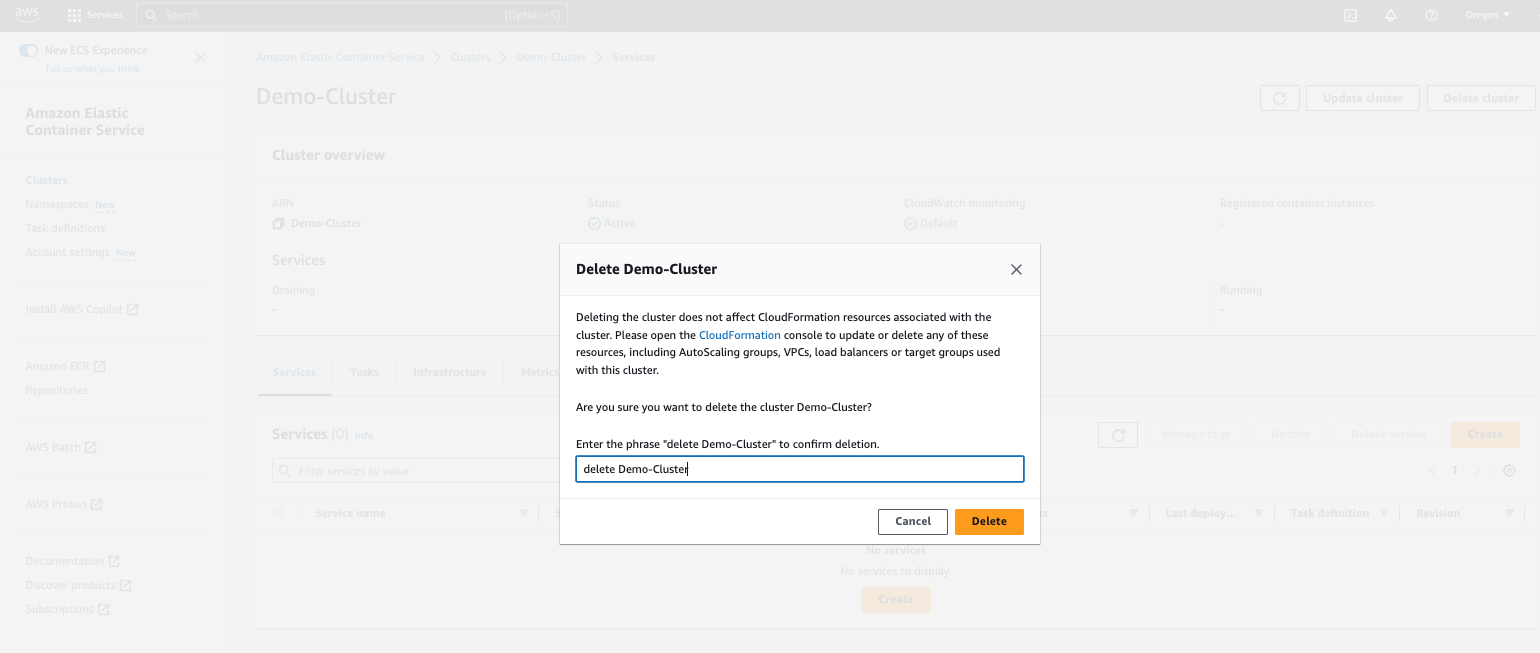 aws
Services
Search
[Option+S]
Oregon
New ECS Experience
Tell us what you think
Amazon Elastic
Container Service
Clusters
Namespaces New
Task definitions
Account settings New
Install AWS Copilot
Amazon ECR
Repositories
AWS Batch
AWS Proton
Documentation
Discover products
Subscriptions
Amazon Elastic Container Service
Clusters
Demo-Cluster
Services
Demo-Cluster
Update cluster
Delete cluster
Cluster overview
ARN
Demo-Cluster
Status
Active
CloudWatch monitoring
Default
Registered container instances
-
Services
Draining
-
Running
-
Services
Tasks
Infrastructure
Metrics
Services (0) Info
Manage tags
Update
Delete service
Create
Filter services by value
1
Service name
Last deploy...
Task definition
Revision
No services
No services to display
Create
Delete Demo-Cluster
Deleting the cluster does not affect CloudFormation resources associated with the
cluster. Please open the CloudFormation console to update or delete any of these
resources, including AutoScaling groups, VPCs, load balancers or target groups used
with this cluster.
Are you sure you want to delete the cluster Demo-Cluster?
Enter the phrase "delete Demo-Cluster" to confirm deletion.
delete Demo-Cluster
Cancel
Delete